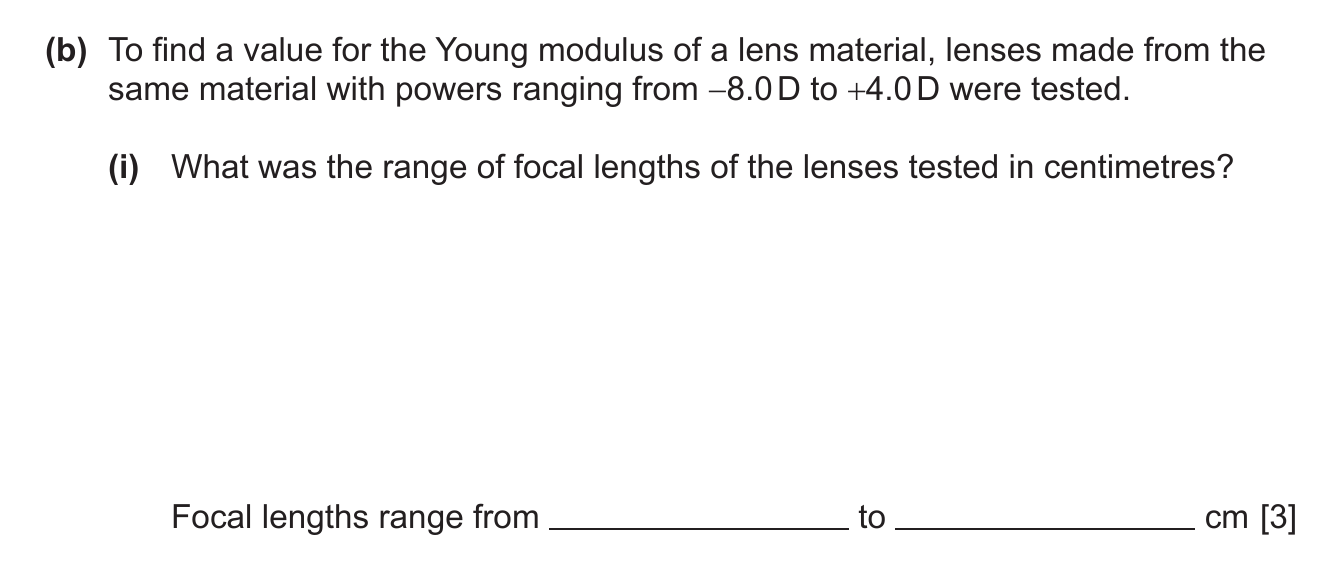 (b) To find a value for the Young modulus of a lens material, lenses made from the
same material with powers ranging from –8.0 D to +4.0 D were tested.
(i) What was the range of focal lengths of the lenses tested in centimetres?
Focal lengths range from ________________ to ________________ cm [3]